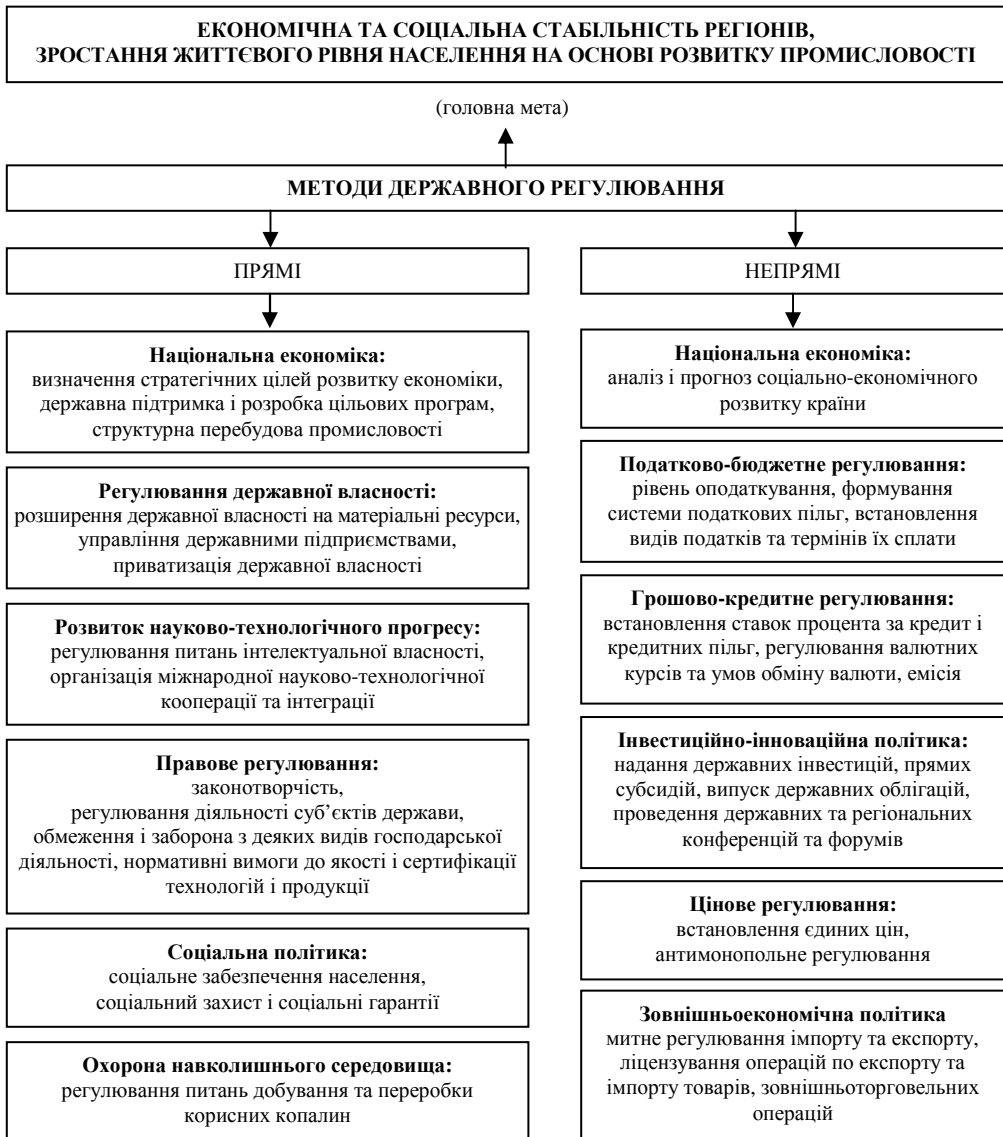 ЕКОНОМІЧНА ТА СОЦІАЛЬНА СТАБІЛЬНІСТЬ РЕГІОНІВ,
ЗРОСТАННЯ ЖИТТЄВОГО РІВНЯ НАСЕЛЕННЯ НА ОСНОВІ РОЗВИТКУ ПРОМИСЛОВОСТІ
(головна мета)
МЕТОДИ ДЕРЖАВНОГО РЕГУЛЮВАННЯ
ПРЯМІ
Національна економіка:
визначення стратегічних цілей розвитку економіки,
державна підтримка і розробка цільових програм,
структурна перебудова промисловості
Регулювання державної власності:
розширення державної власності на матеріальні ресурси,
управління державними підприємствами,
приватизація державної власності
Розвиток науково-технологічного прогресу:
регулювання питань інтелектуальної власності,
організація міжнародної науково-технологічної
кооперації та інтеграції
Правове регулювання:
законотворчість,
регулювання діяльності суб’єктів держави,
обмеження і заборона з деяких видів господарської
діяльності, нормативні вимоги до якості і сертифікації
технологій і продукції
Соціальна політика:
соціальне забезпечення населення,
соціальний захист і соціальні гарантії
Охорона навколишнього середовища:
регулювання питань добування та переробки
корисних копалин
НЕПРЯМІ
Національна економіка:
аналіз і прогноз соціально-економічного
розвитку країни
Податково-бюджетне регулювання:
рівень оподаткування, формування
системи податкових пільг, встановлення
видів податків та термінів їх сплати
Грошово-кредитне регулювання:
встановлення ставок процента за кредит і
кредитних пільг, регулювання валютних
курсів та умов обміну валюти, емісія
Інвестиційно-інноваційна політика:
надання державних інвестицій, прямих
субсидій, випуск державних облігацій,
проведення державних та регіональних
конференцій та форумів
Цінове регулювання:
встановлення єдиних цін,
антимонопольне регулювання
Зовнішньоекономічна політика
митне регулювання імпорту та експорту,
ліцензування операцій по експорту та
імпорту товарів, зовнішньоторговельних
операцій